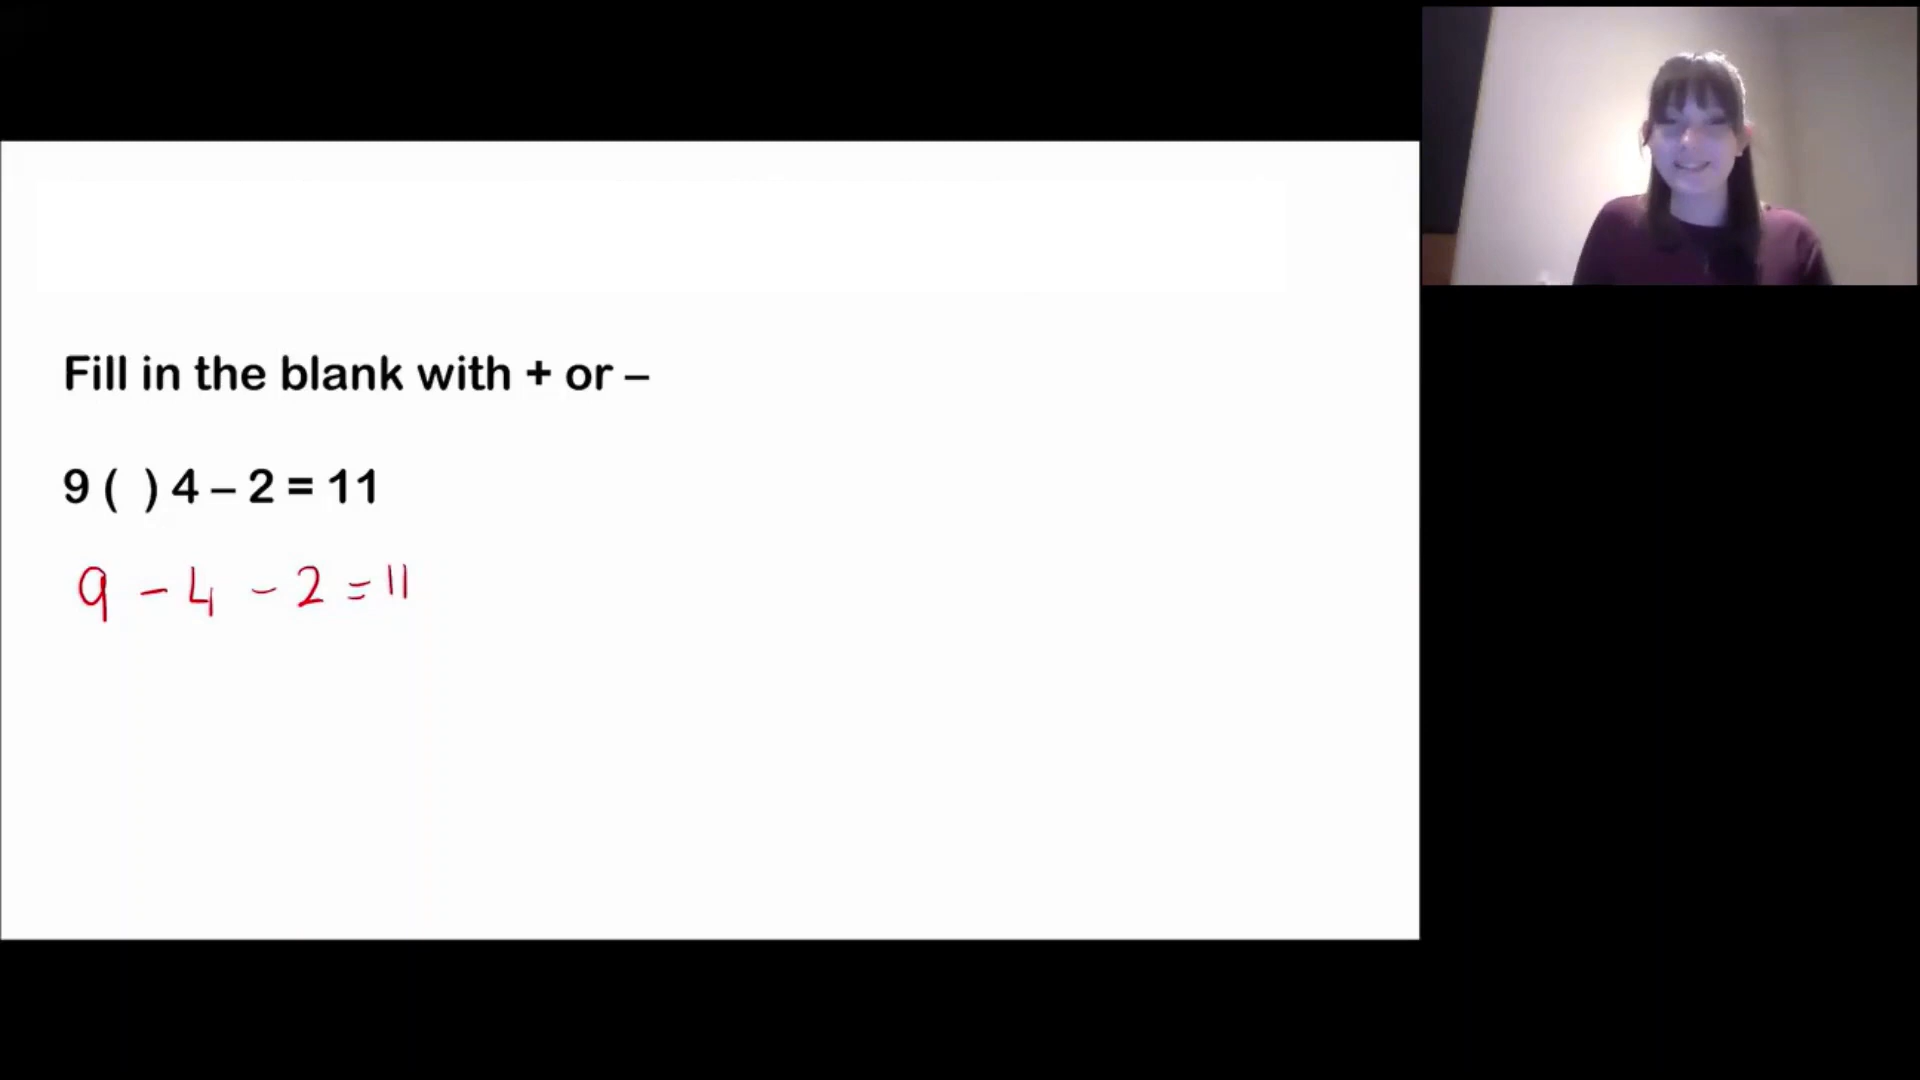 Fill in the blank with + or –
9 ( ) 4 – 2 = 11
9 - 4 - 2 = 11